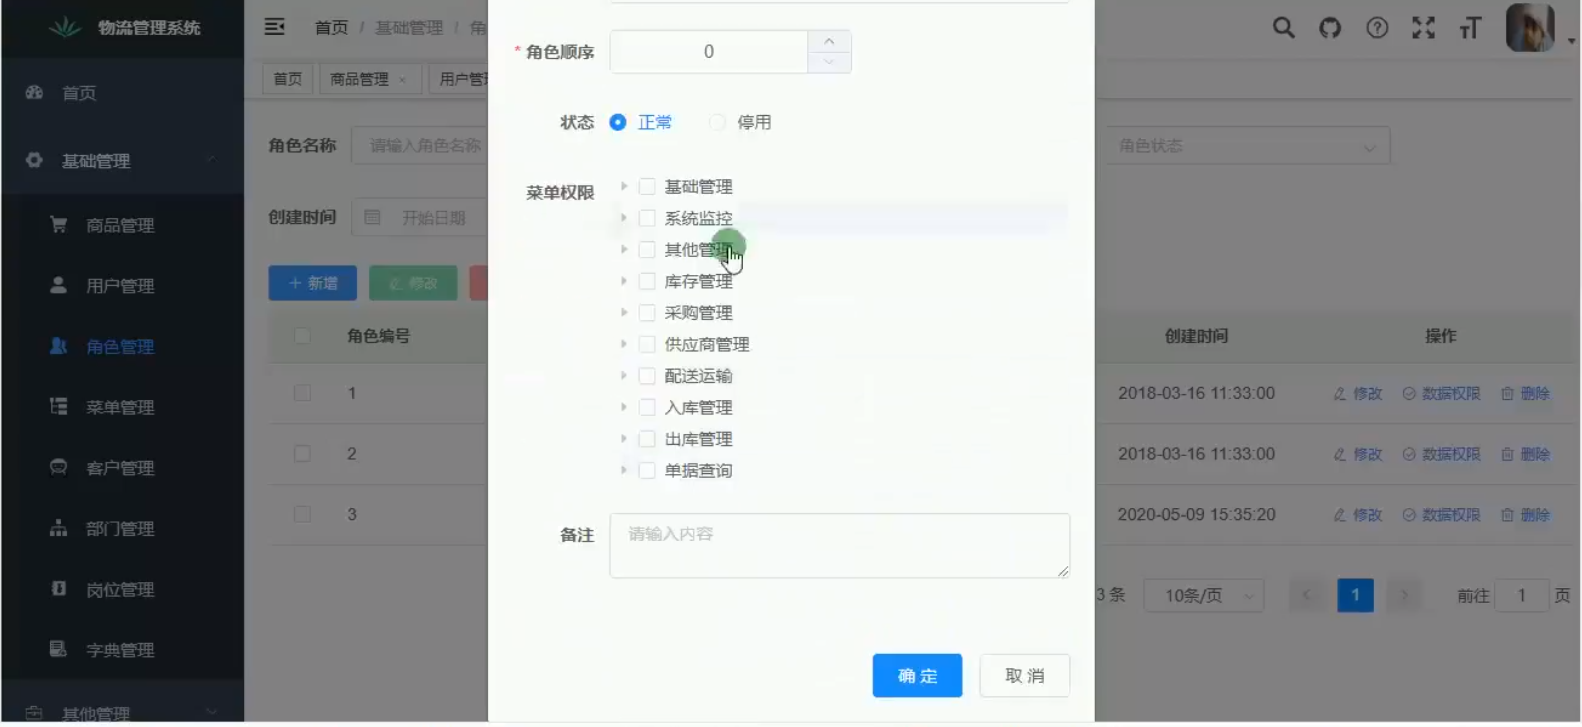 物流管理系统
首页
基础管理
商品管理
用户管理
角色管理
菜单管理
客户管理
部门管理
岗位管理
字典管理
其他管理
首页 / 基础管理 / 角
首页
商品管理 ×
用户管理
角色名称
请输入角色名称
角色状态
创建时间
开始日期
+ 新增
修改
角色编号
创建时间
操作
1
2018-03-16 11:33:00
修改
数据权限
删除
2
2018-03-16 11:33:00
修改
数据权限
删除
3
2020-05-09 15:35:20
修改
数据权限
删除
3 条
10条/页
1
前往
1
页
* 角色顺序
0
状态
正常
停用
菜单权限
基础管理
系统监控
其他管理
库存管理
采购管理
供应商管理
配送运输
入库管理
出库管理
单据查询
备注
请输入内容
确 定
取 消